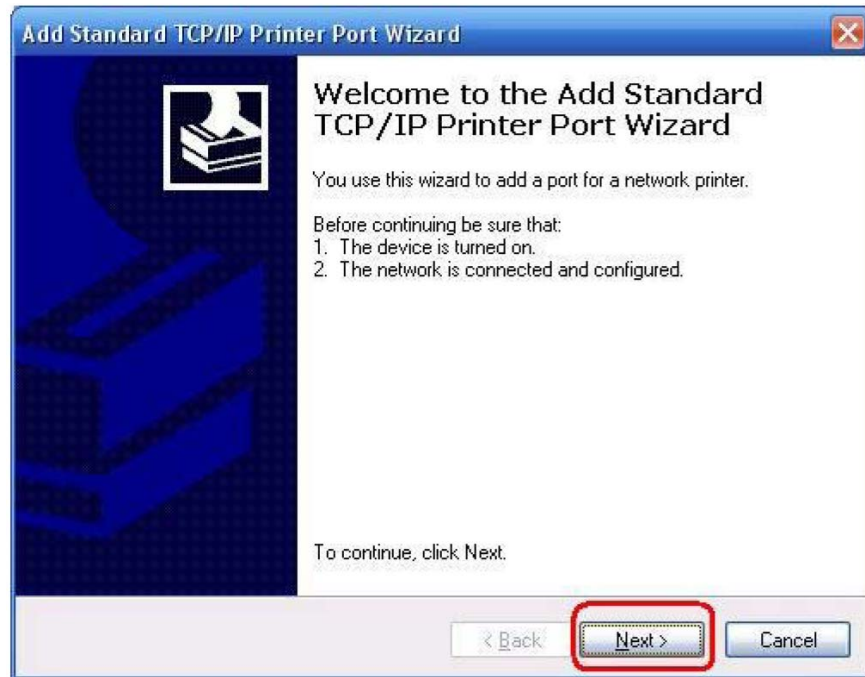 Add Standard TCP/IP Printer Port Wizard
Welcome to the Add Standard
TCP/IP Printer Port Wizard
You use this wizard to add a port for a network printer.
Before continuing be sure that:
1. The device is turned on.
2. The network is connected and configured.
To continue, click Next.
< Back Next > Cancel